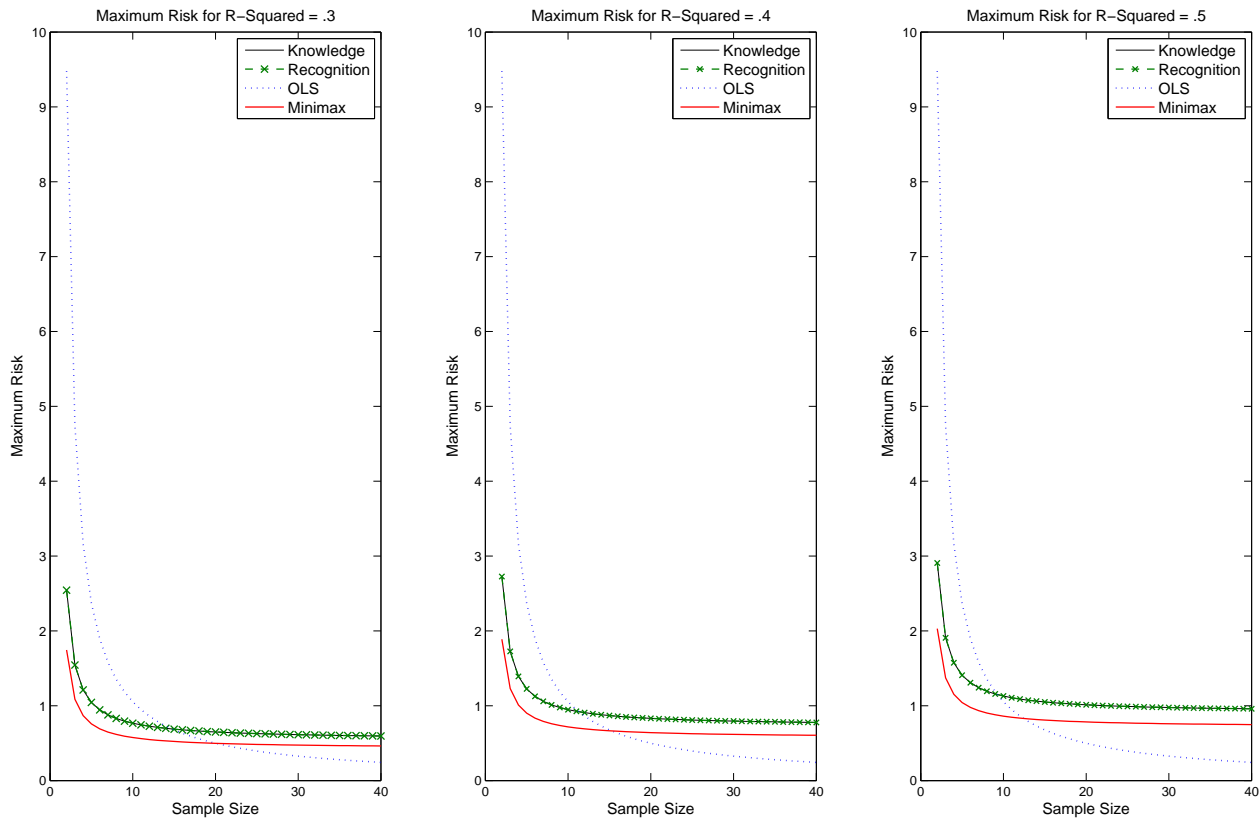 Maximum Risk for R−Squared = .3
10
9
8
7
6
5
4
3
2
1
0
Maximum Risk
0
10
20
30
40
Sample Size
Knowledge
Recognition
OLS
Minimax
Maximum Risk for R−Squared = .4
10
9
8
7
6
5
4
3
2
1
0
Maximum Risk
0
10
20
30
40
Sample Size
Knowledge
Recognition
OLS
Minimax
Maximum Risk for R−Squared = .5
10
9
8
7
6
5
4
3
2
1
0
Maximum Risk
0
10
20
30
40
Sample Size
Knowledge
Recognition
OLS
Minimax